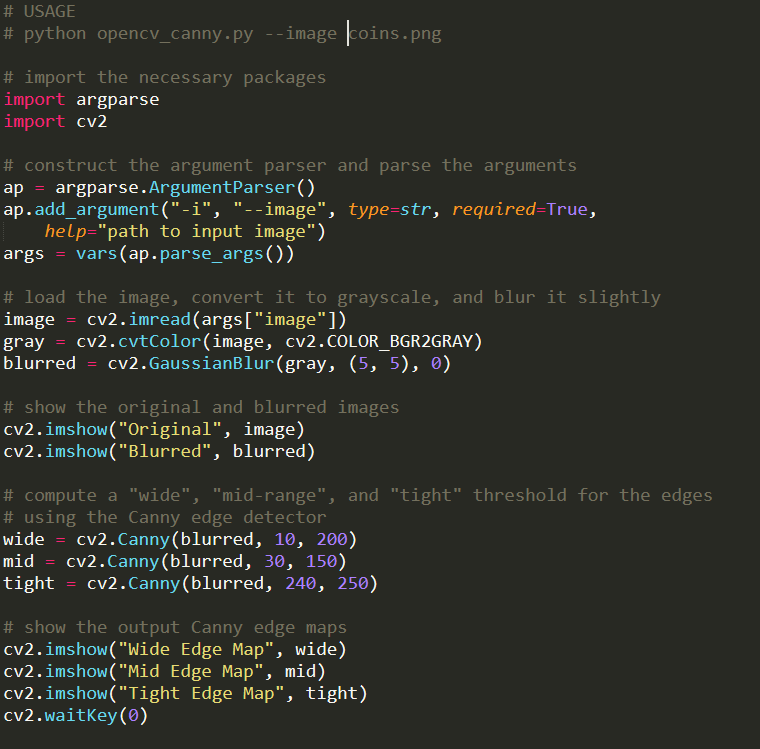 # USAGE
# python opencv_canny.py --image coins.png
# import the necessary packages
import argparse
import cv2
# construct the argument parser and parse the arguments
ap = argparse.ArgumentParser()
ap.add_argument("-i", "--image", type=str, required=True,
    help="path to input image")
args = vars(ap.parse_args())
# load the image, convert it to grayscale, and blur it slightly
image = cv2.imread(args["image"])
gray = cv2.cvtColor(image, cv2.COLOR_BGR2GRAY)
blurred = cv2.GaussianBlur(gray, (5, 5), 0)
# show the original and blurred images
cv2.imshow("Original", image)
cv2.imshow("Blurred", blurred)
# compute a "wide", "mid-range", and "tight" threshold for the edges
# using the Canny edge detector
wide = cv2.Canny(blurred, 10, 200)
mid = cv2.Canny(blurred, 30, 150)
tight = cv2.Canny(blurred, 240, 250)
# show the output Canny edge maps
cv2.imshow("Wide Edge Map", wide)
cv2.imshow("Mid Edge Map", mid)
cv2.imshow("Tight Edge Map", tight)
cv2.waitKey(0)